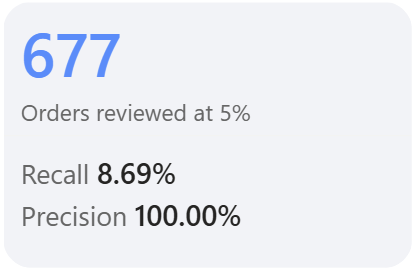 677
Orders reviewed at 5%
Recall 8.69%
Precision 100.00%